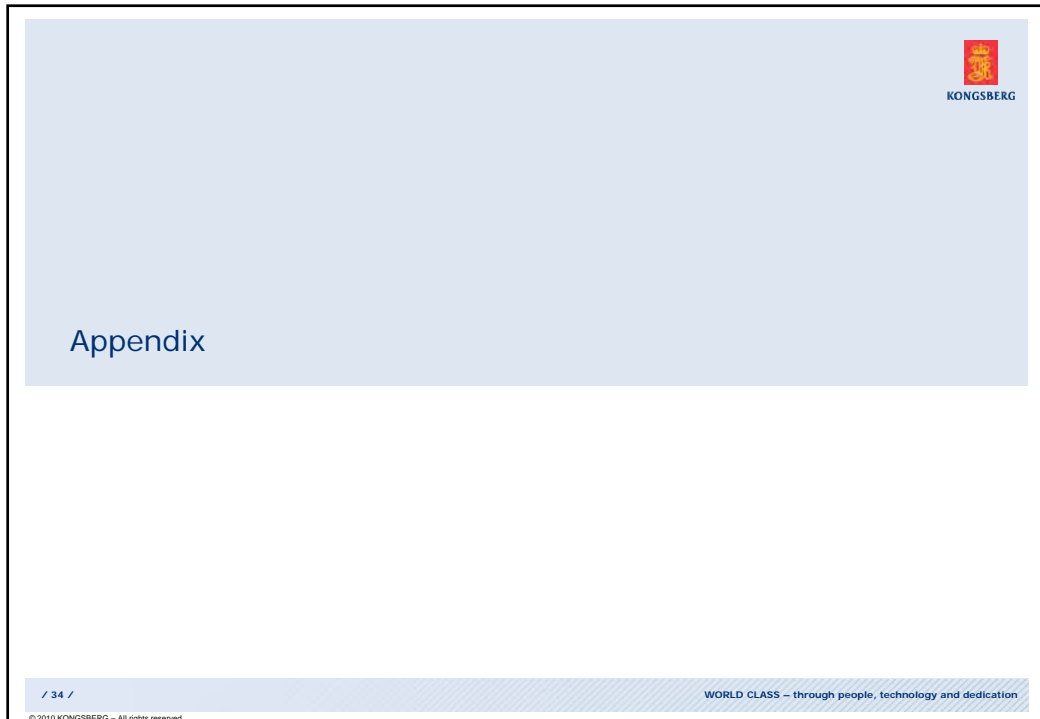 KONGSBERG
Appendix
/ 34 /
WORLD CLASS – through people, technology and dedication
© 2010 KONGSBERG – All rights reserved